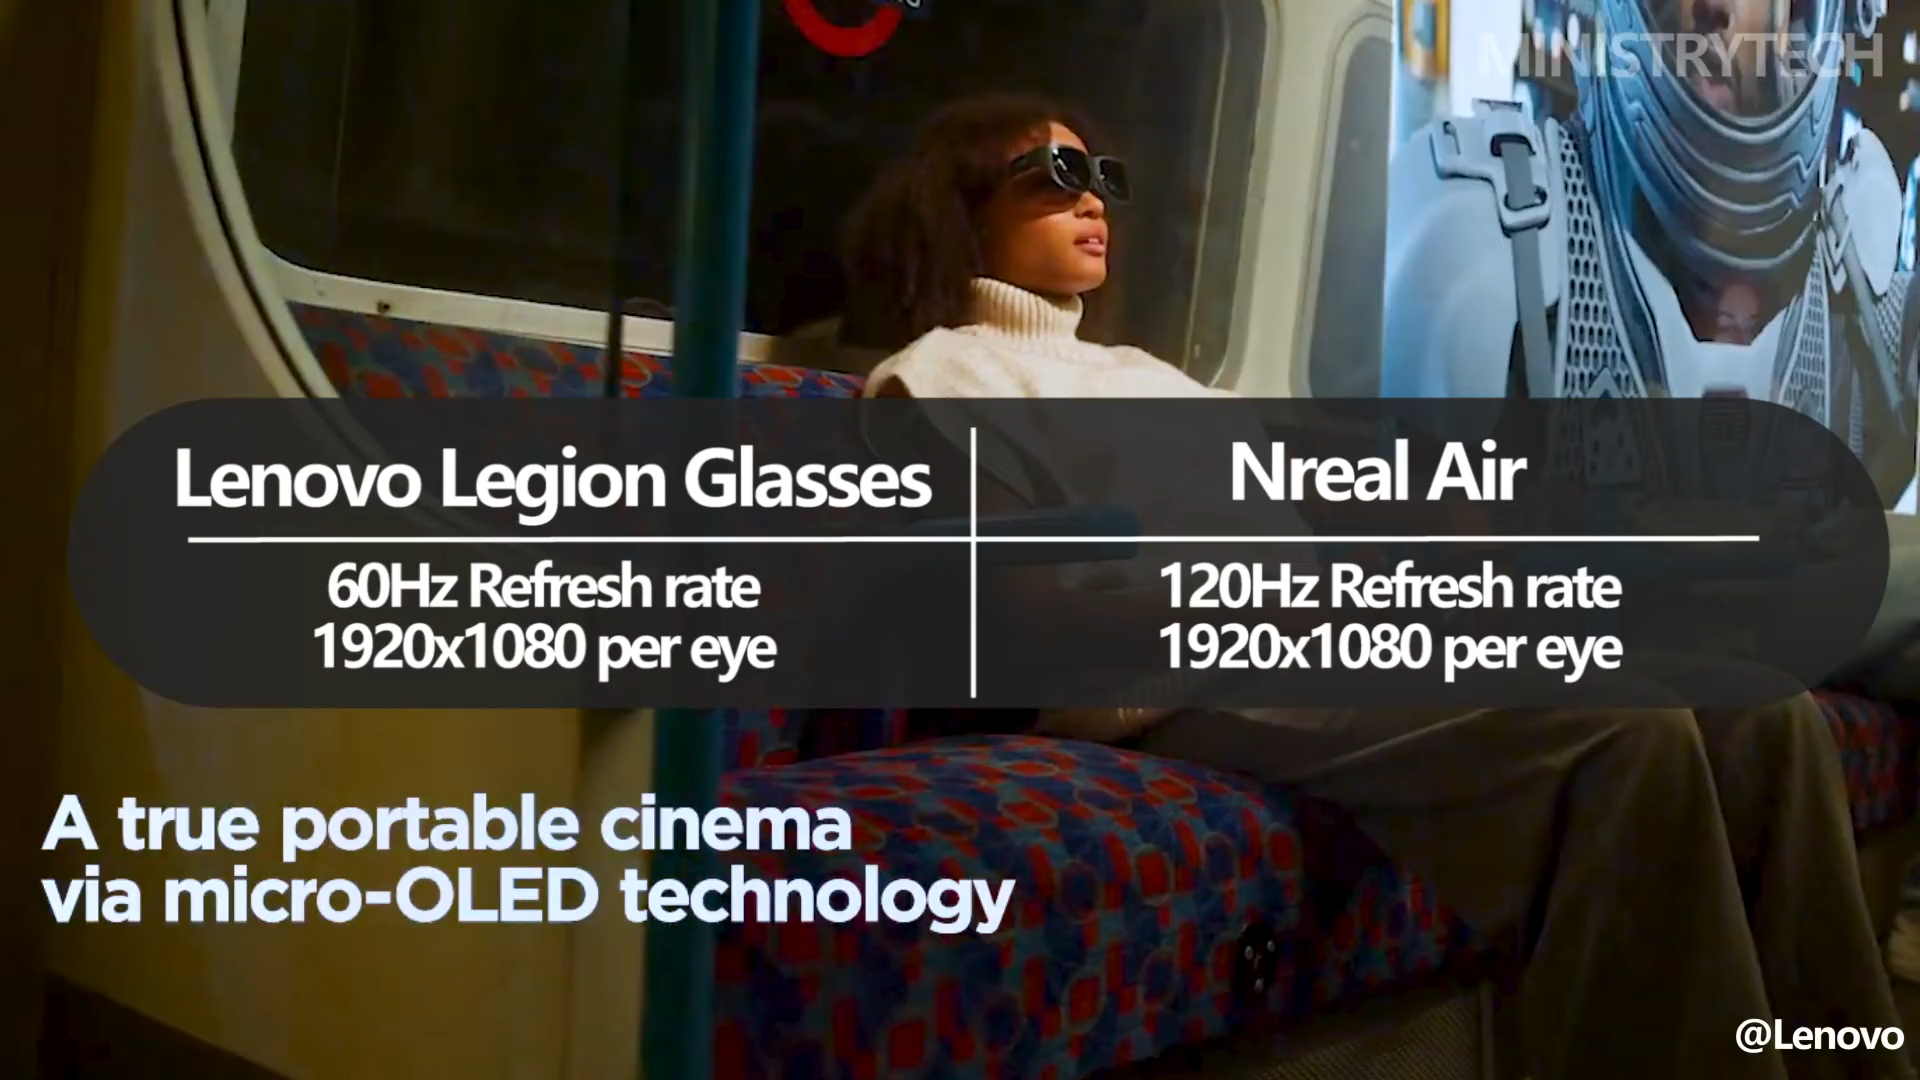 MINISTRYTECH
Lenovo Legion Glasses
Nreal Air
60Hz Refresh rate
1920x1080 per eye
120Hz Refresh rate
1920x1080 per eye
A true portable cinema
via micro-OLED technology
@Lenovo